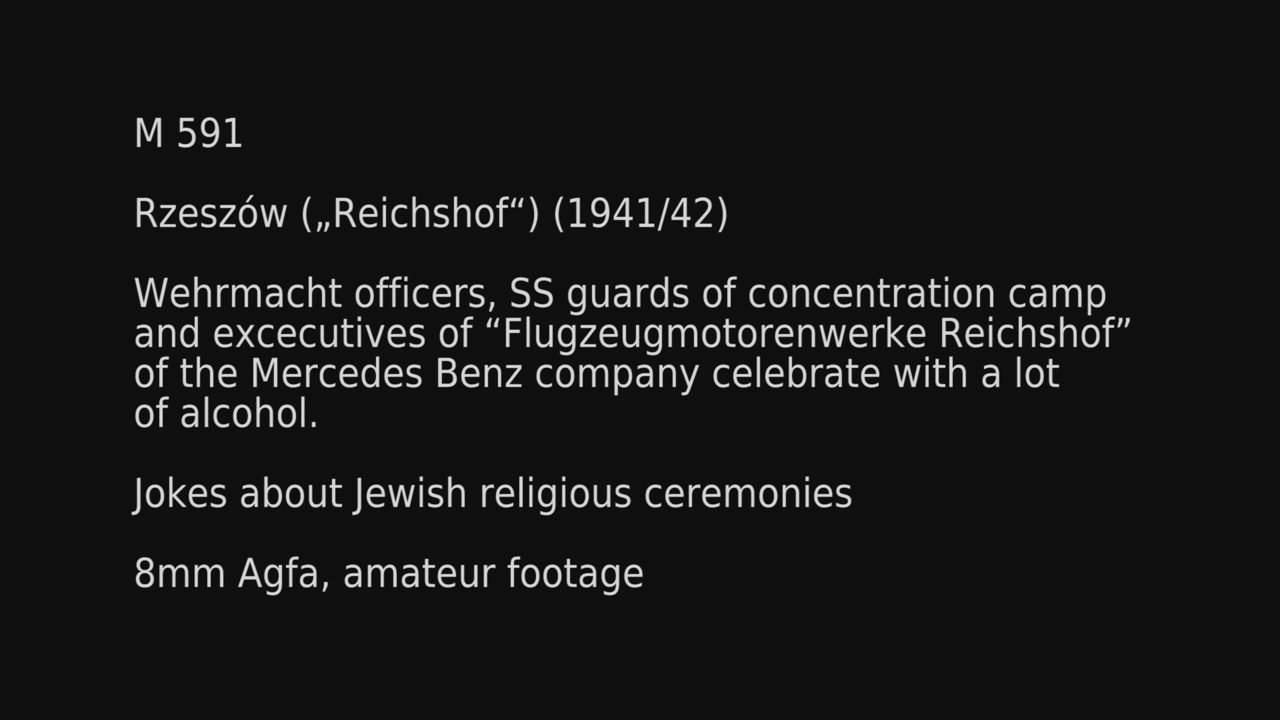 M 591
Rzeszów („Reichshof“) (1941/42)
Wehrmacht officers, SS guards of concentration camp
and excecutives of “Flugzeugmotorenwerke Reichshof”
of the Mercedes Benz company celebrate with a lot
of alcohol.
Jokes about Jewish religious ceremonies
8mm Agfa, amateur footage